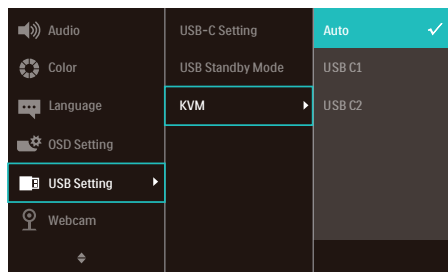 Audio
Color
Language
OSD Setting
USB Setting
Webcam
USB-C Setting
USB Standby Mode
KVM
Auto
USB C1
USB C2